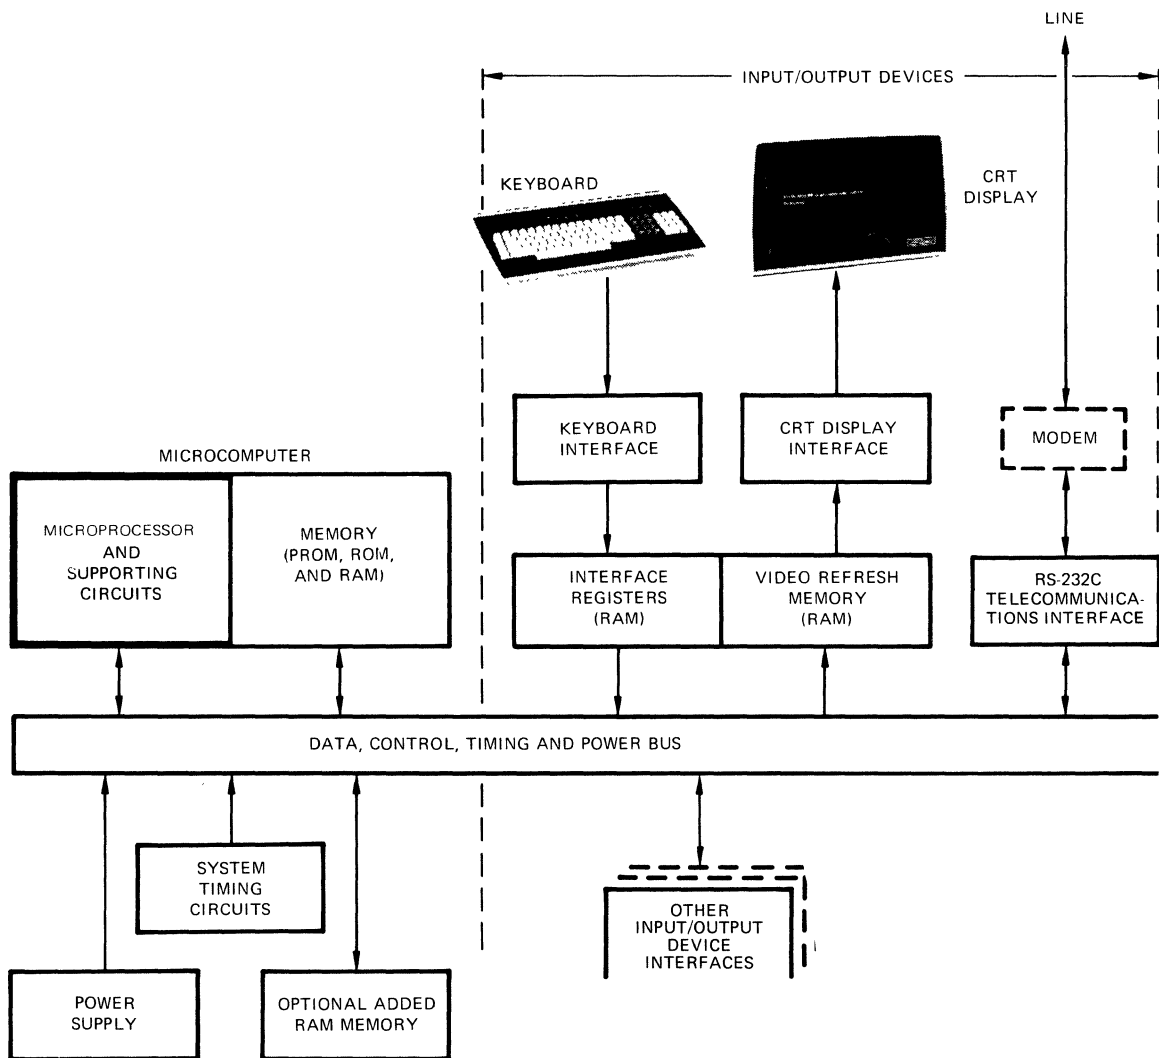 LINE
INPUT/OUTPUT DEVICES
KEYBOARD
CRT
DISPLAY
KEYBOARD
INTERFACE
CRT DISPLAY
INTERFACE
MODEM
MICROCOMPUTER
MICROPROCESSOR
AND
SUPPORTING
CIRCUITS
MEMORY
(PROM, ROM,
AND RAM)
INTERFACE
REGISTERS
(RAM)
VIDEO REFRESH
MEMORY
(RAM)
RS-232C
TELECOMMUNICA-
TIONS INTERFACE
DATA, CONTROL, TIMING AND POWER BUS
SYSTEM
TIMING
CIRCUITS
OTHER
INPUT/OUTPUT
DEVICE
INTERFACES
POWER
SUPPLY
OPTIONAL ADDED
RAM MEMORY